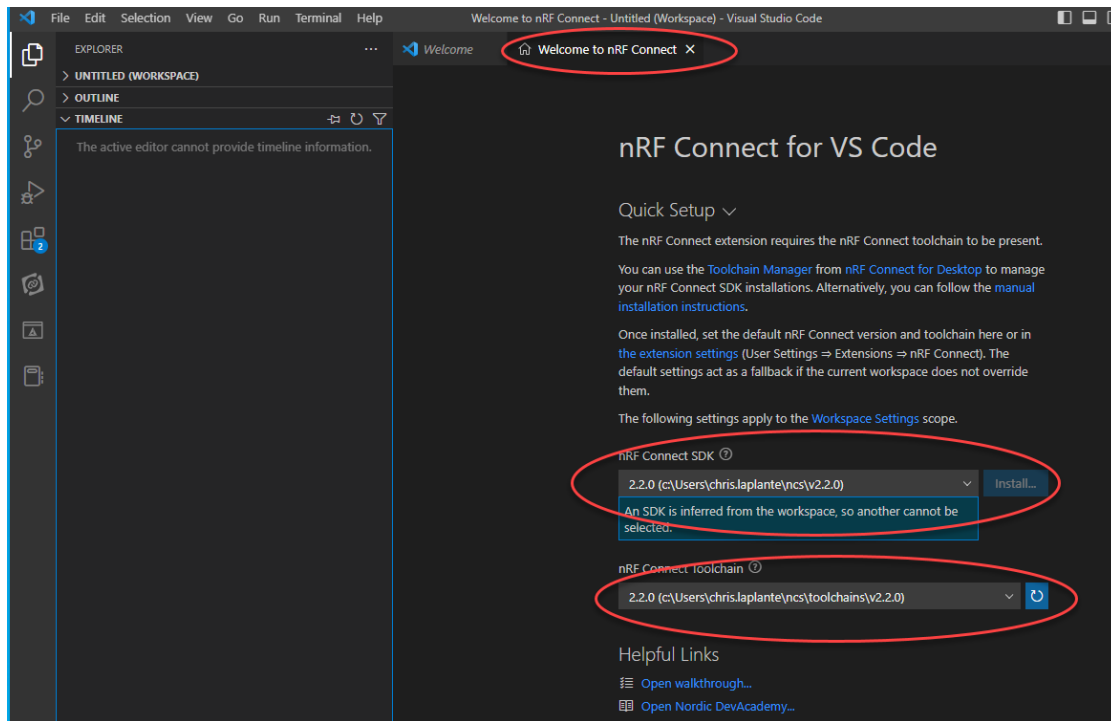 File Edit Selection View Go Run Terminal Help
Welcome to nRF Connect - Untitled (Workspace) - Visual Studio Code
EXPLORER
UNTITLED (WORKSPACE)
OUTLINE
TIMELINE
The active editor cannot provide timeline information.
2
Welcome
Welcome to nRF Connect
nRF Connect for VS Code
Quick Setup
The nRF Connect extension requires the nRF Connect toolchain to be present.
You can use the Toolchain Manager from nRF Connect for Desktop to manage
your nRF Connect SDK installations. Alternatively, you can follow the manual
installation instructions.
Once installed, set the default nRF Connect version and toolchain here or in
the extension settings (User Settings ⇒ Extensions ⇒ nRF Connect). The
default settings act as a fallback if the current workspace does not override
them.
The following settings apply to the Workspace Settings scope.
nRF Connect SDK
2.2.0 (c:\Users\chris.laplante\ncs\v2.2.0)
Install...
An SDK is inferred from the workspace, so another cannot be
selected.
nRF Connect Toolchain
2.2.0 (c:\Users\chris.laplante\ncs\toolchains\v2.2.0)
Helpful Links
Open walkthrough...
Open Nordic DevAcademy...